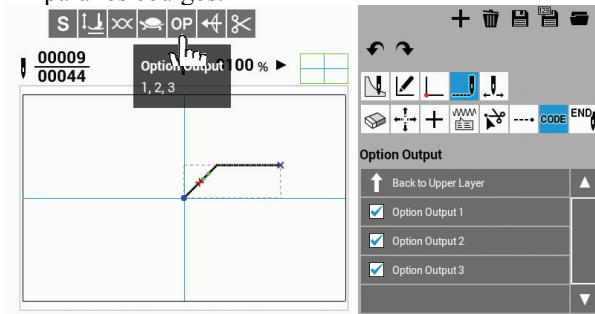 S
OP
00009
00044
Option Output
1, 2, 3
100 % ▶
CODE
END
Option Output
Back to Upper Layer
Option Output 1
Option Output 2
Option Output 3